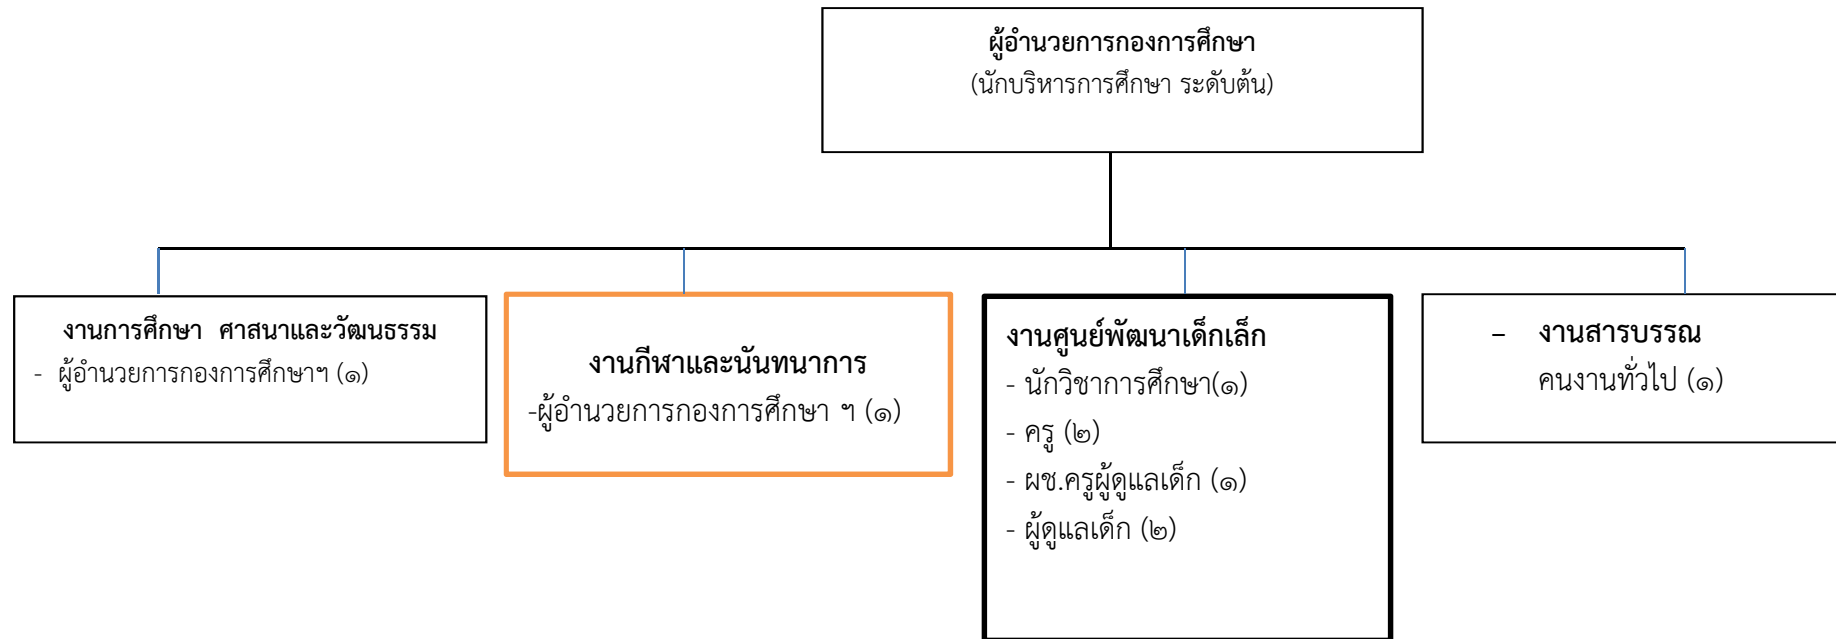 ผู้อำนวยการกองการศึกษา
(นักบริหารการศึกษา ระดับต้น)
งานการศึกษา ศาสนาและวัฒนธรรม
- ผู้อำนวยการกองการศึกษาฯ (๑)
งานกีฬาและนันทนาการ
-ผู้อำนวยการกองการศึกษา ฯ (๑)
งานศูนย์พัฒนาเด็กเล็ก
- นักวิชาการศึกษา(๑)
- ครู (๒)
- ผช.ครูผู้ดูแลเด็ก (๑)
- ผู้ดูแลเด็ก (๒)
– งานสารบรรณ
คนงานทั่วไป (๑)